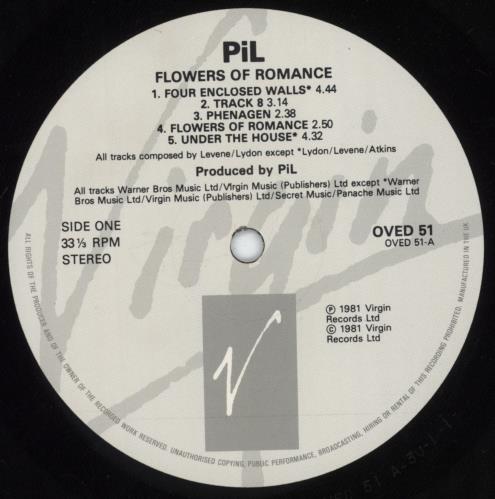 PiL
FLOWERS OF ROMANCE
1. FOUR ENCLOSED WALLS* 4.44
2. TRACK 8 3.14
3. PHENAGEN 2.38
4. FLOWERS OF ROMANCE 2.50
5. UNDER THE HOUSE* 4.32
All tracks composed by Levene/Lydon except *Lydon/Levene/Atkins
Produced by PiL
All tracks Warner Bros Music Ltd/Virgin Music (Publishers) Ltd except *Warner
Bros Music Ltd/Virgin Music (Publishers) Ltd/Secret Music/Panache Music Ltd
SIDE ONE
33⅓ RPM
STEREO
OVED 51
OVED 51-A
Virgin
Ⓟ 1981 Virgin
Records Ltd
© 1981 Virgin
Records Ltd
V
ALL RIGHTS OF THE PRODUCER AND OF THE OWNER OF THE RECORDED WORK RESERVED. UNAUTHORISED COPYING, PUBLIC PERFORMANCE, BROADCASTING, HIRING OR RENTAL OF THIS RECORDING PROHIBITED. MANUFACTURED IN THE UK